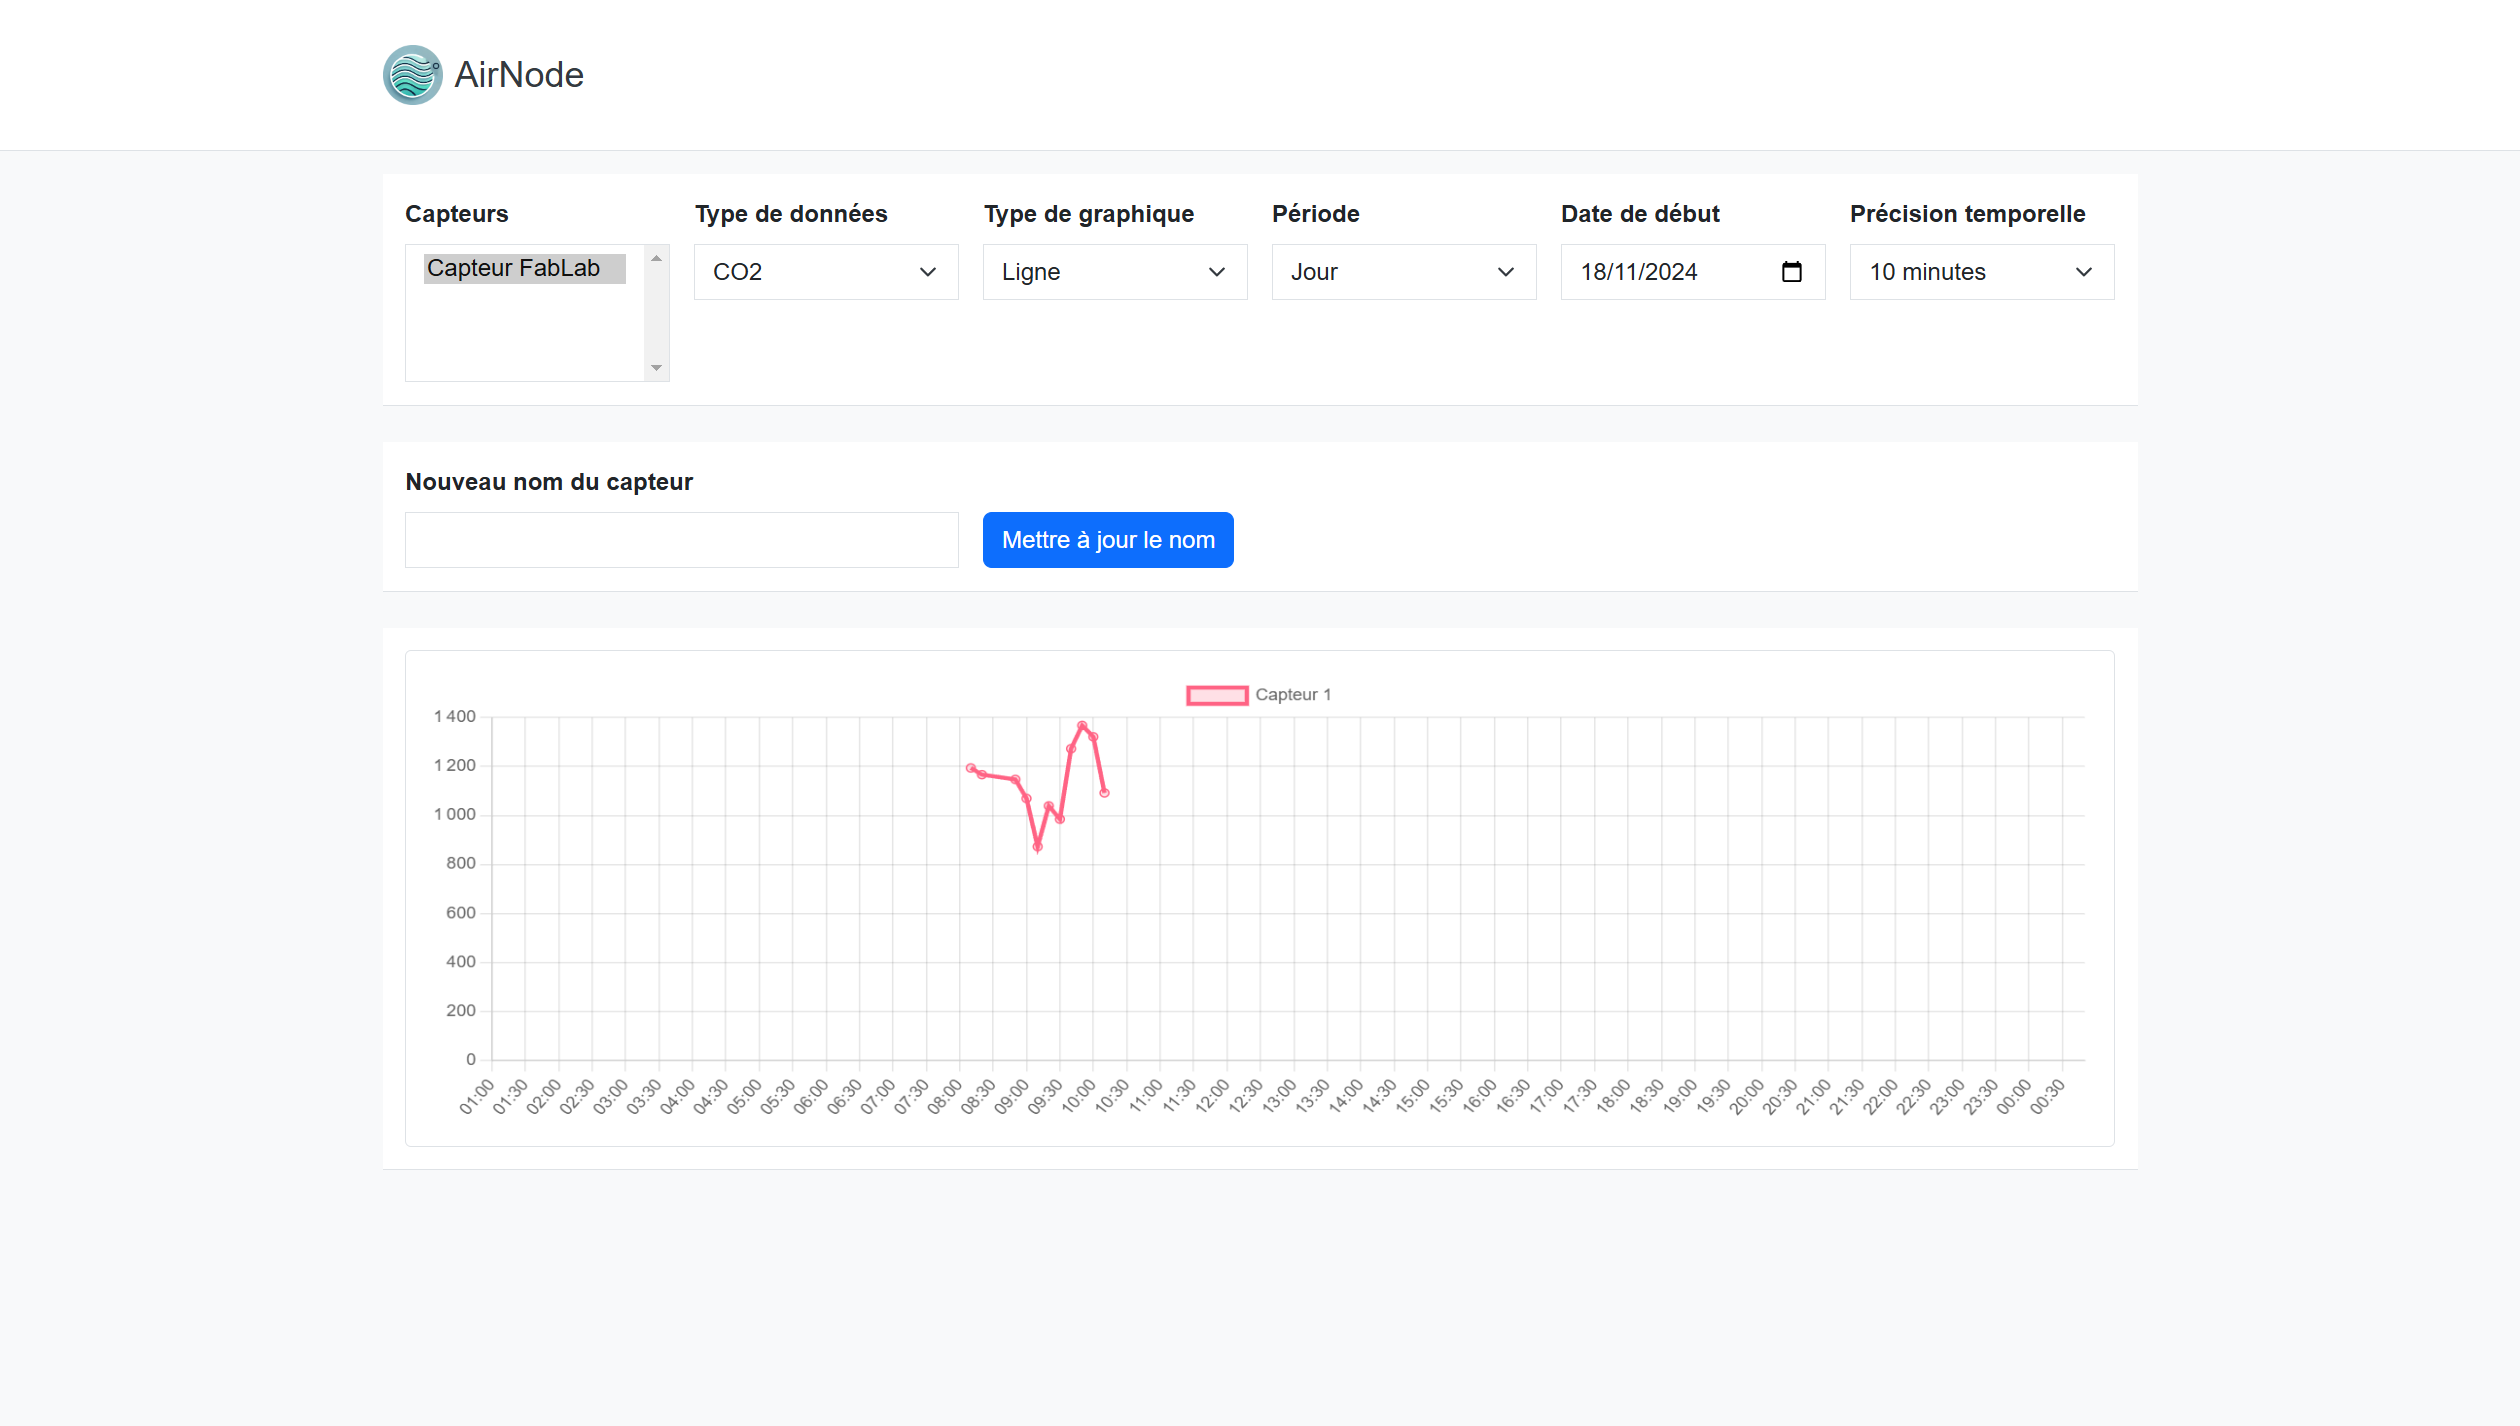 AirNode
Capteurs
Type de données
Type de graphique
Période
Date de début
Précision temporelle
Capteur FabLab
CO2
Ligne
Jour
18/11/2024
10 minutes
Nouveau nom du capteur
Mettre à jour le nom
Capteur 1
1 400
1 200
1 000
800
600
400
200
0
01:00 01:30 02:00 02:30 03:00 03:30 04:00 04:30 05:00 05:30 06:00 06:30 07:00 07:30 08:00 08:30 09:00 09:30 10:00 10:30 11:00 11:30 12:00 12:30 13:00 13:30 14:00 14:30 15:00 15:30 16:00 16:30 17:00 17:30 18:00 18:30 19:00 19:30 20:00 20:30 21:00 21:30 22:00 22:30 23:00 23:30 00:00 00:30